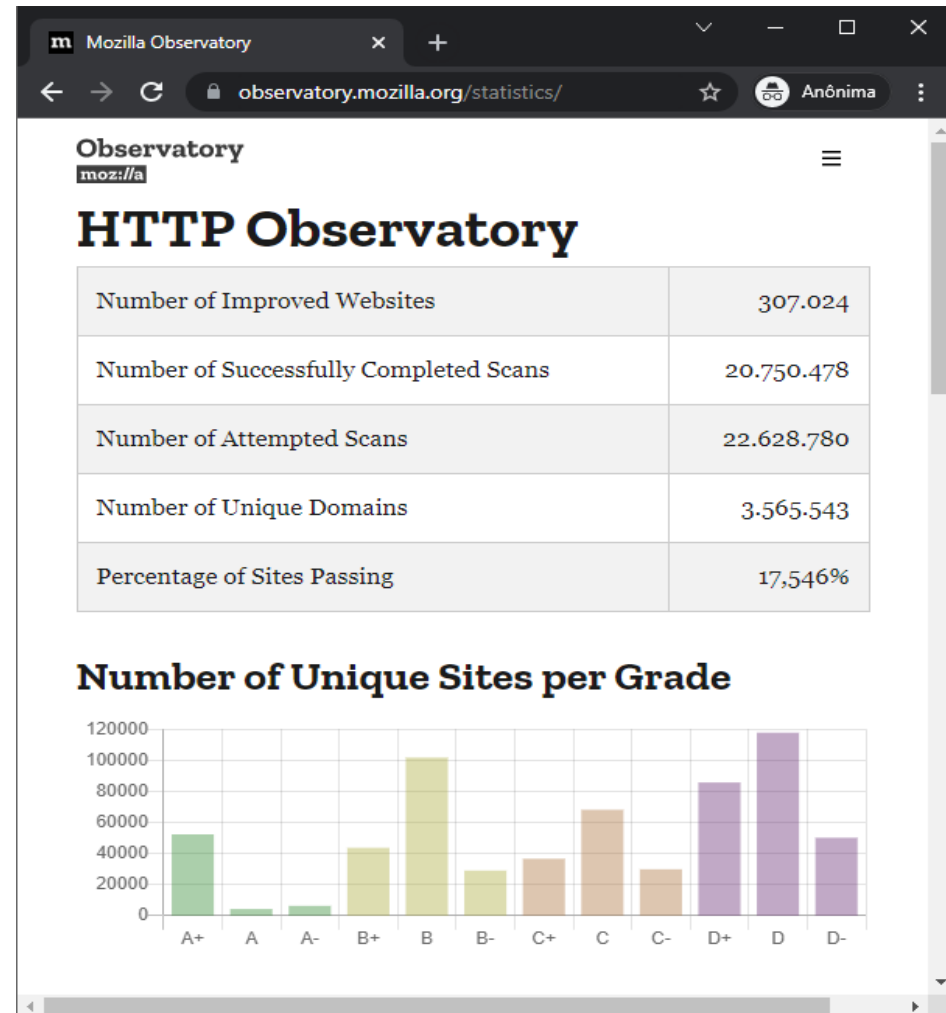 m Mozilla Observatory
observatory.mozilla.org/statistics/ Anônima
Observatory
moz://a
HTTP Observatory
Number of Improved Websites 307.024
Number of Successfully Completed Scans 20.750.478
Number of Attempted Scans 22.628.780
Number of Unique Domains 3.565.543
Percentage of Sites Passing 17,546%
Number of Unique Sites per Grade
120000
100000
80000
60000
40000
20000
0
A+ A A- B+ B B- C+ C C- D+ D D-